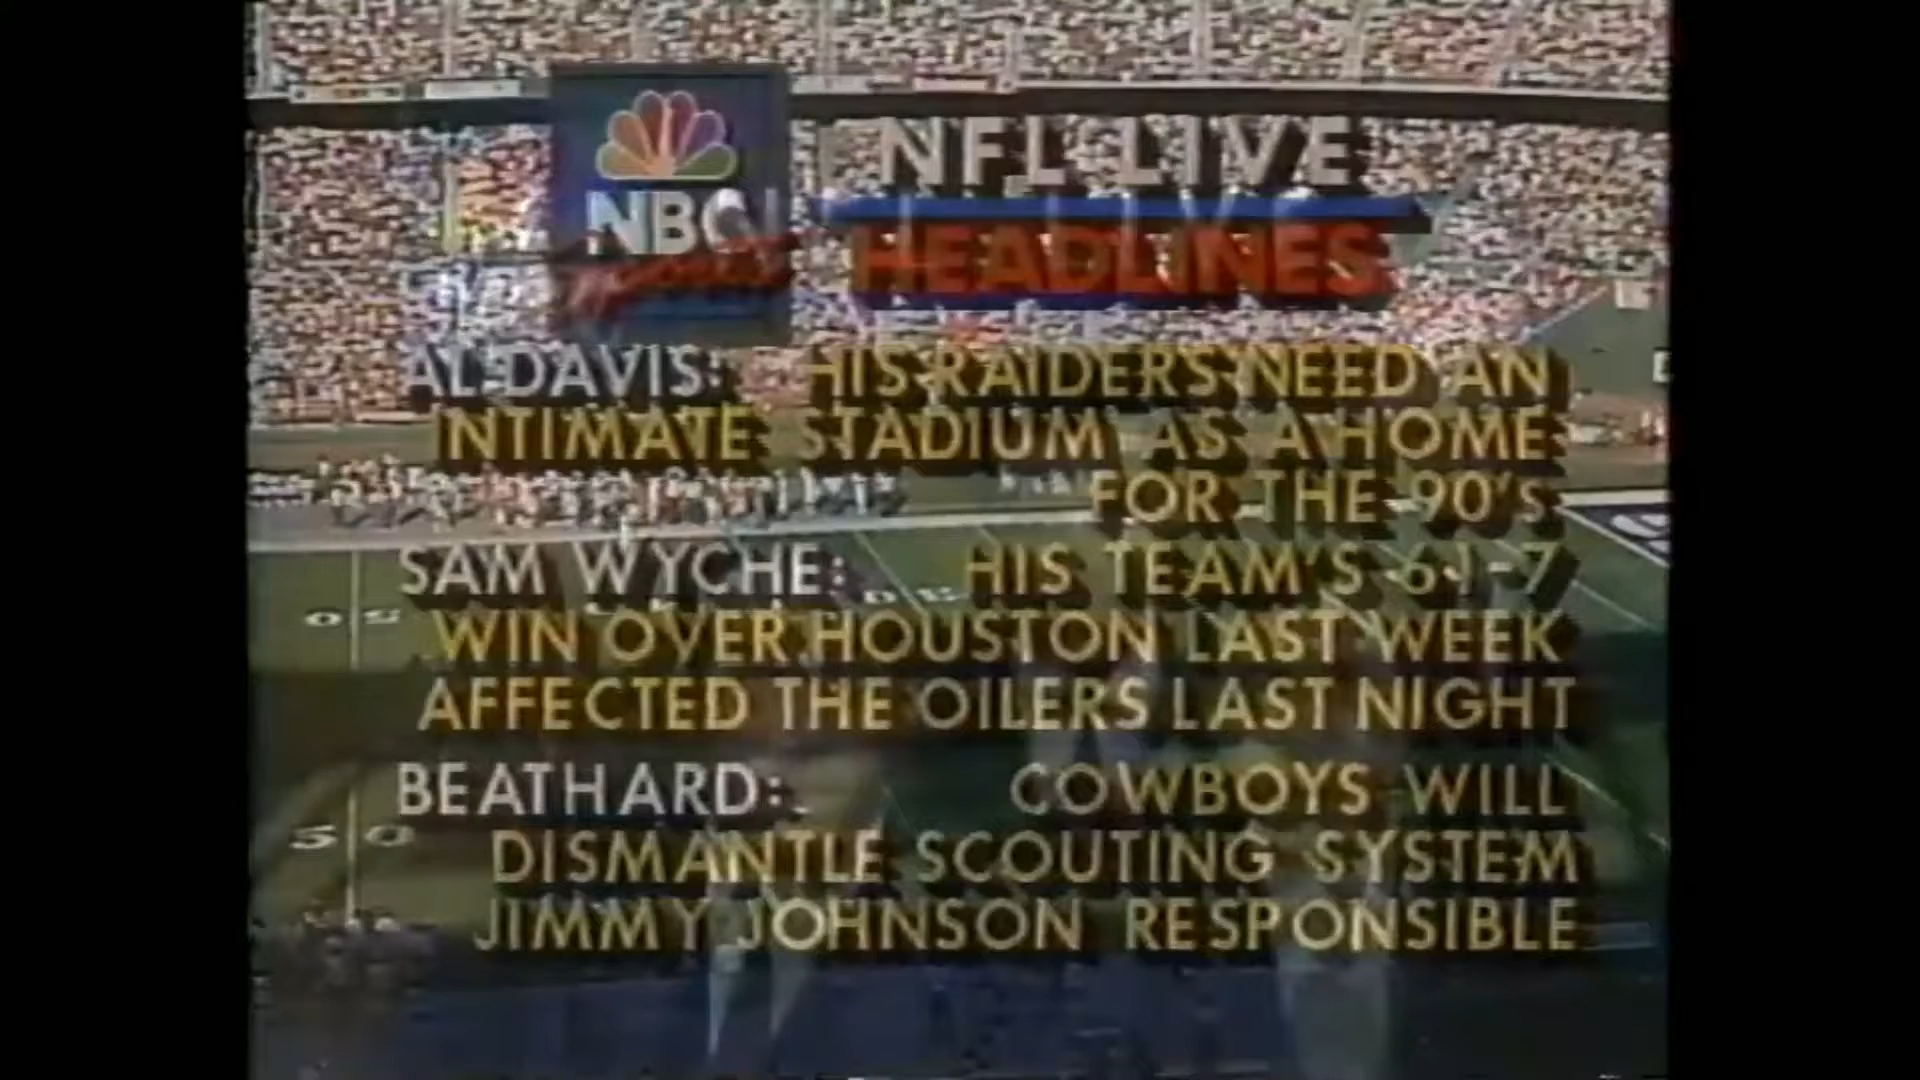 NBC
Sports
NFL LIVE
HEADLINES
AL DAVIS: HIS RAIDERS NEED AN
INTIMATE STADIUM AS A HOME
FOR THE 90's
SAM WYCHE: HIS TEAM'S 61-7
WIN OVER HOUSTON LAST WEEK
AFFECTED THE OILERS LAST NIGHT
BEATHARD: COWBOYS WILL
DISMANTLE SCOUTING SYSTEM
JIMMY JOHNSON RESPONSIBLE
50